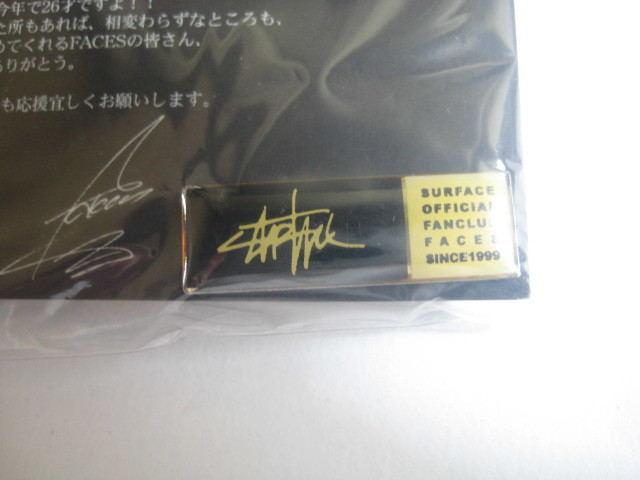 今年で26才ですよ！！
た所もあれば、相変わらずなところも、
めてくれるFACESの皆さん、
ありがとう。
も応援宜しくお願いします。
SURFACE
OFFICIAL
FANCLUB
FACES
SINCE1999